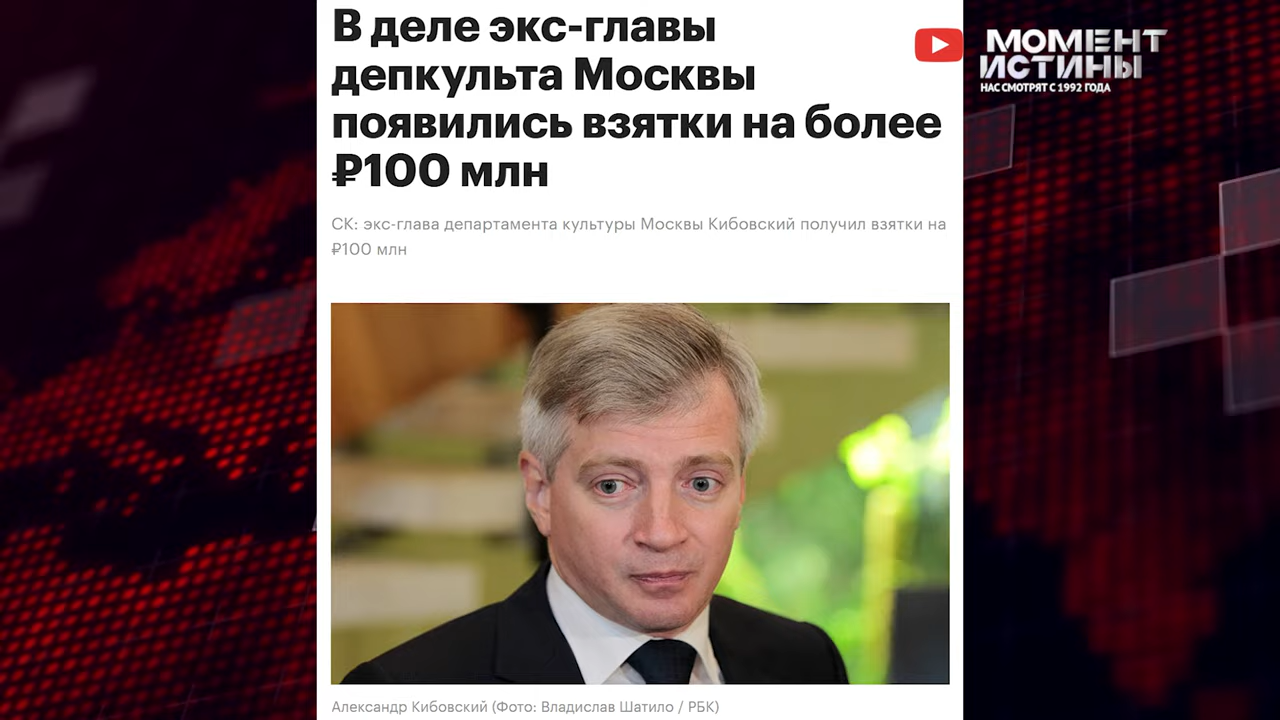 В деле экс-главы
депкульта Москвы
появились взятки на более
₽100 млн
СК: экс-глава департамента культуры Москвы Кибовский получил взятки на
₽100 млн
Александр Кибовский (Фото: Владислав Шатило / РБК)
МОМЕНТ
ИСТИНЫ
НАС СМОТРЯТ С 1992 ГОДА